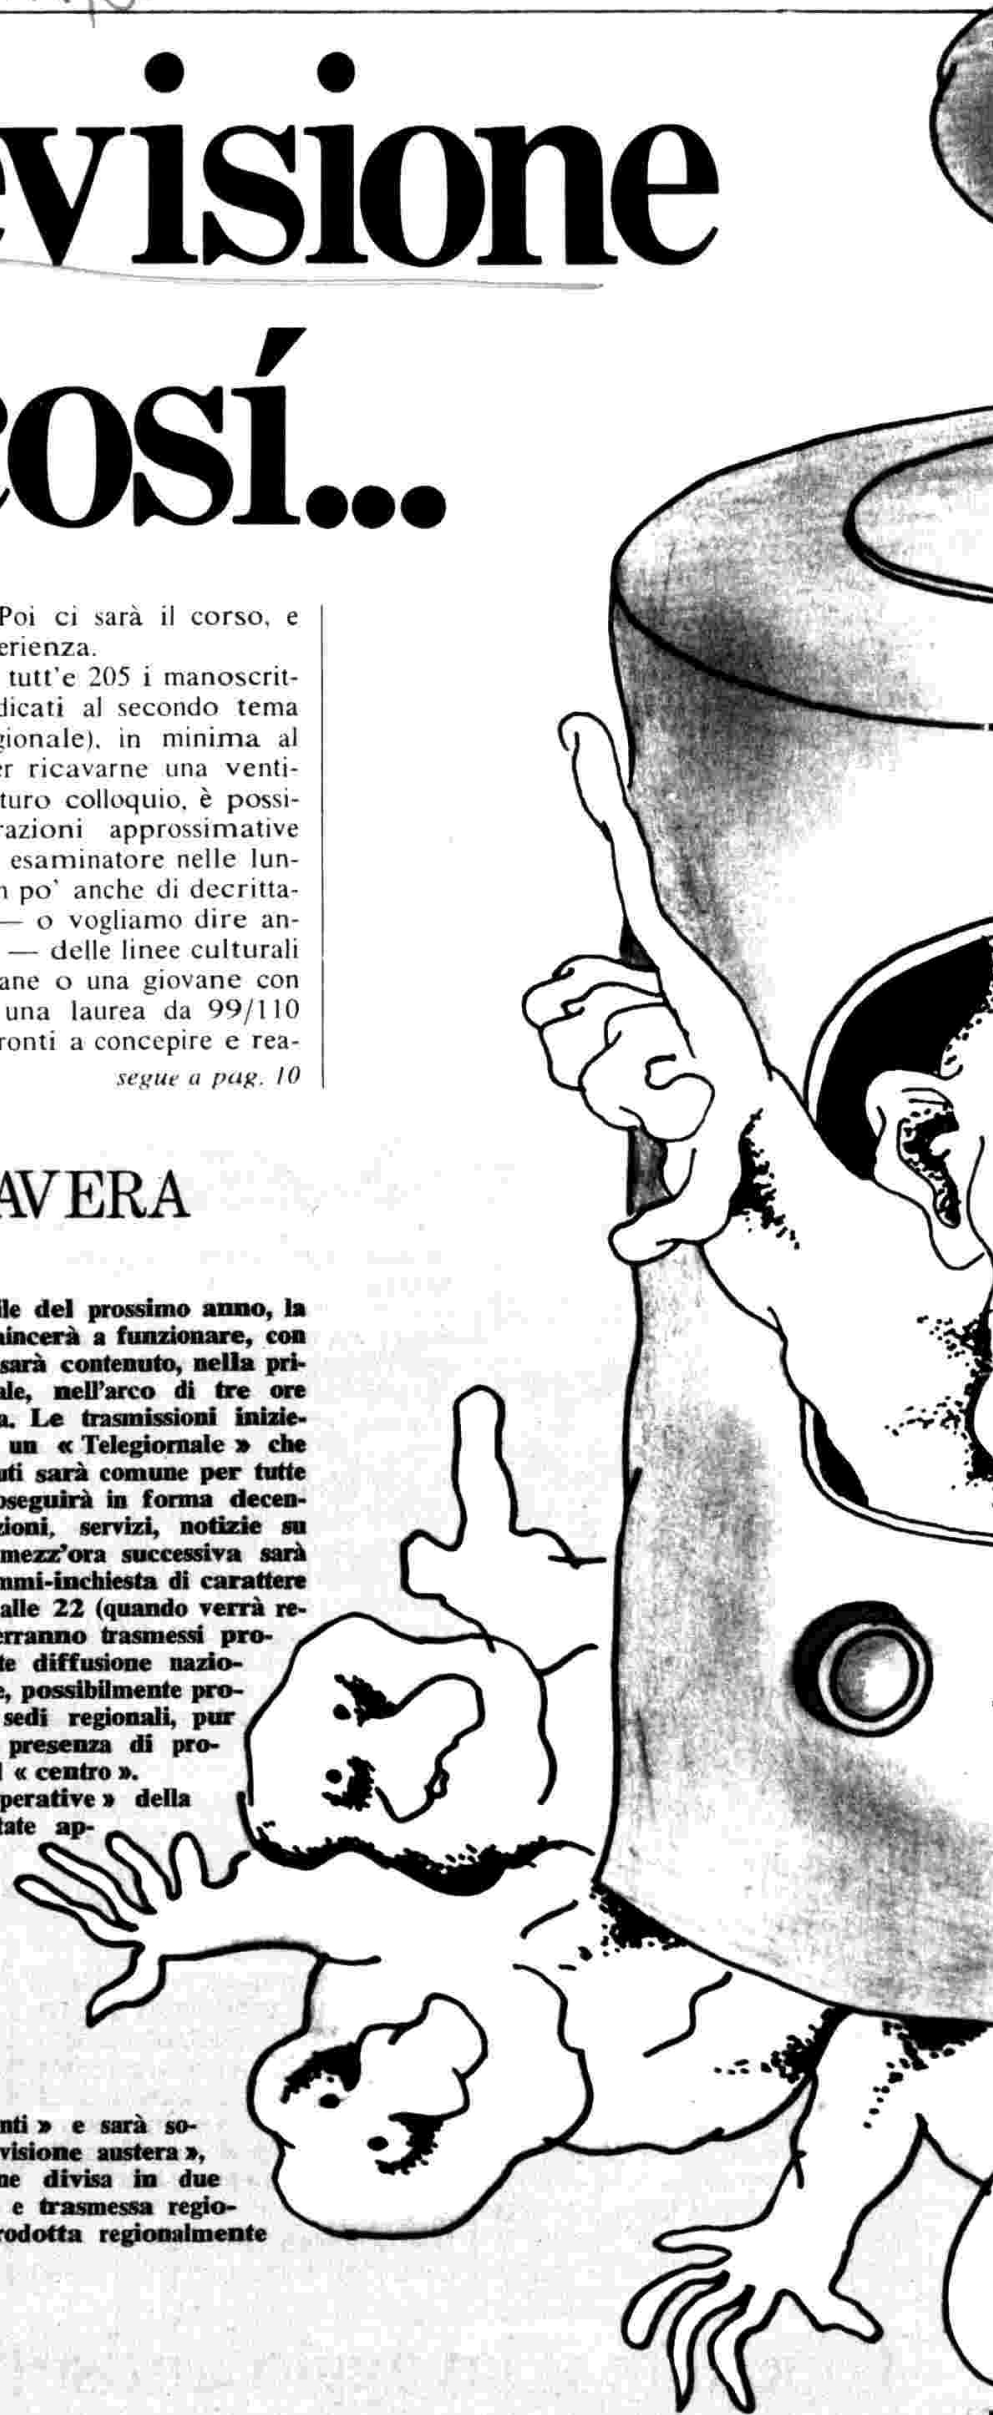 evisione
così...
Poi ci sarà il corso, e
erienza.
tutt'e 205 i manoscrit-
dicati al secondo tema
gionale), in minima al
er ricavarne una venti-
turo colloquio, è possi-
razioni approssimative
esaminatore nelle lun-
n po' anche di decritta-
— o vogliamo dire an-
— delle linee culturali
ane o una giovane con
una laurea da 99/110
ronti a concepire e rea-
segue a pag. 10
AVERA
ile del prossimo anno, la
nincerà a funzionare, con
sarà contenuto, nella pri-
ale, nell'arco di tre ore
a. Le trasmissioni inizie-
un « Telegiornale » che
uti sarà comune per tutte
oseguirà in forma decen-
zioni, servizi, notizie su
mezz'ora successiva sarà
mmi-inchiesta di carattere
alle 22 (quando verrà re-
erranno trasmessi pro-
te diffusione nazio-
e, possibilmente pro-
sedi regionali, pur
presenza di pro-
l « centro ».
perative » della
tate ap-
nti » e sarà so-
visione austera »,
ne divisa in due
e trasmessa regio-
rodotta regionalmente